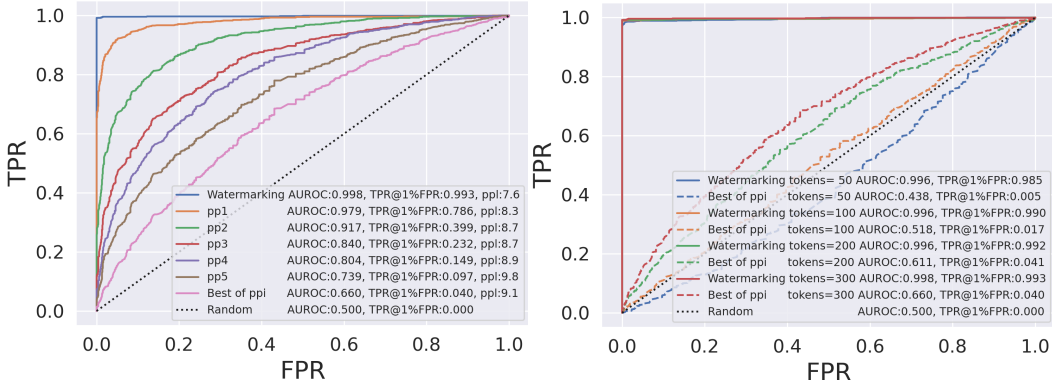 1.0
0.8
0.6
0.4
0.2
0.0
TPR
Watermarking AUROC:0.998, TPR@1%FPR:0.993, ppl:7.6
pp1 AUROC:0.979, TPR@1%FPR:0.786, ppl:8.3
pp2 AUROC:0.917, TPR@1%FPR:0.399, ppl:8.7
pp3 AUROC:0.840, TPR@1%FPR:0.232, ppl:8.7
pp4 AUROC:0.804, TPR@1%FPR:0.149, ppl:8.9
pp5 AUROC:0.739, TPR@1%FPR:0.097, ppl:9.8
Best of ppi AUROC:0.660, TPR@1%FPR:0.040, ppl:9.1
Random AUROC:0.500, TPR@1%FPR:0.000
0.0 0.2 0.4 0.6 0.8 1.0
FPR
1.0
0.8
0.6
0.4
0.2
0.0
TPR
Watermarking tokens= 50 AUROC:0.996, TPR@1%FPR:0.985
Best of ppi tokens= 50 AUROC:0.438, TPR@1%FPR:0.005
Watermarking tokens=100 AUROC:0.996, TPR@1%FPR:0.990
Best of ppi tokens=100 AUROC:0.518, TPR@1%FPR:0.017
Watermarking tokens=200 AUROC:0.996, TPR@1%FPR:0.992
Best of ppi tokens=200 AUROC:0.611, TPR@1%FPR:0.041
Watermarking tokens=300 AUROC:0.998, TPR@1%FPR:0.993
Best of ppi tokens=300 AUROC:0.660, TPR@1%FPR:0.040
Random AUROC:0.500, TPR@1%FPR:0.000
0.0 0.2 0.4 0.6 0.8 1.0
FPR